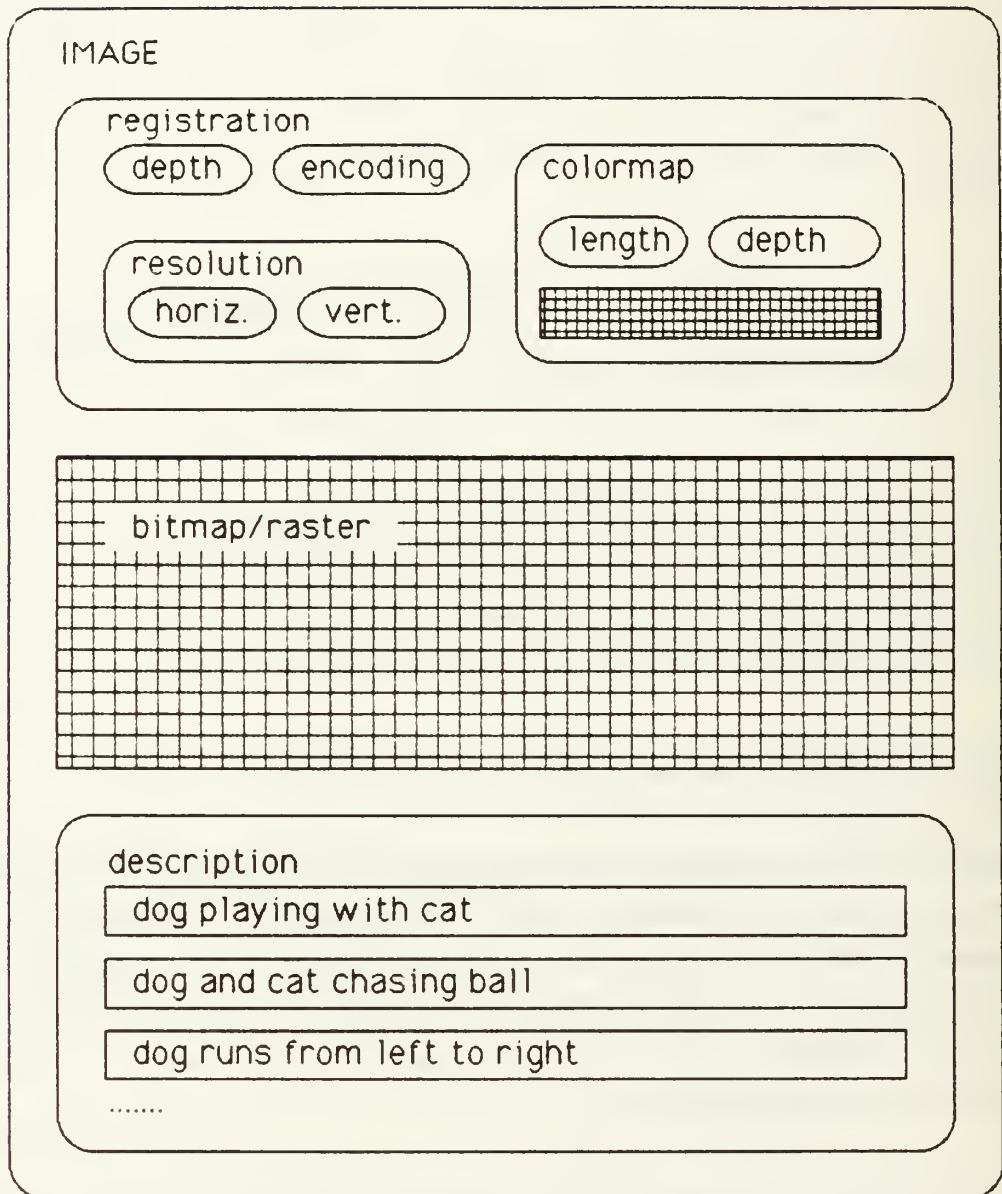 IMAGE
registration
depth encoding
colormap
length depth
resolution
horiz. vert.
bitmap/raster
description
dog playing with cat
dog and cat chasing ball
dog runs from left to right
.......